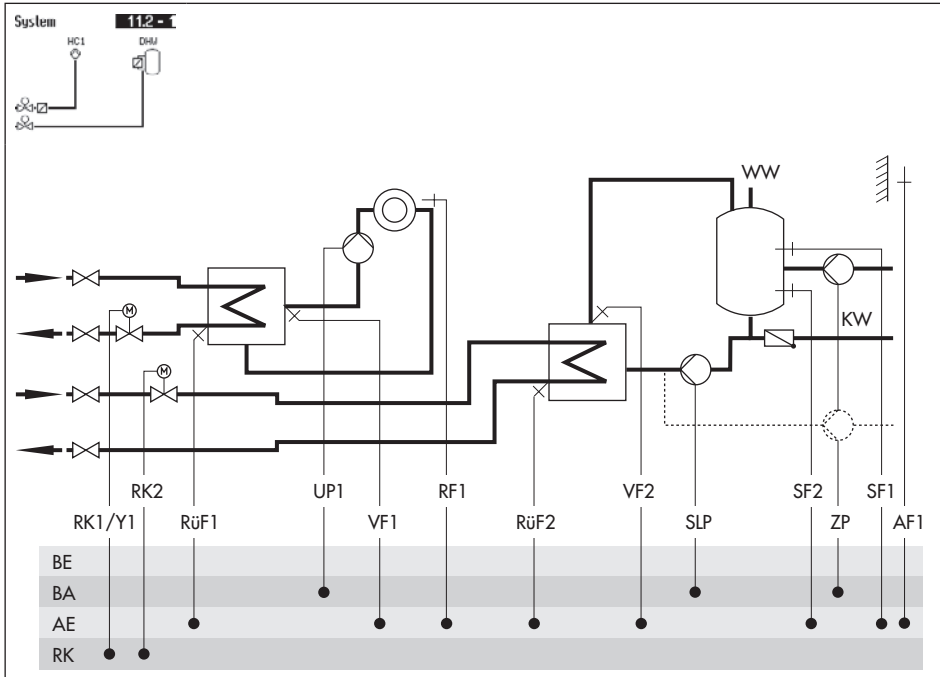 System 11.2 - 1
HC1 DHW
WW
M
KW
M
RK2 UP1 RF1 VF2 SF2 SF1
RK1/Y1 RüF1 VF1 RüF2 SLP ZP AF1
BE
BA
AE
RK